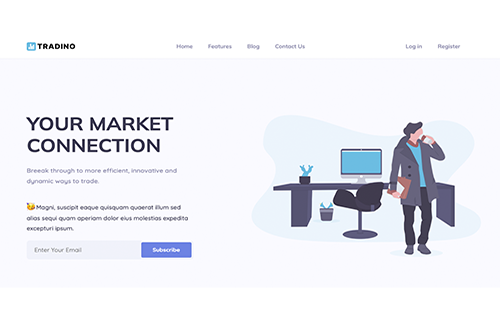 TRADINO
Home Features Blog Contact Us
Log in Register
YOUR MARKET
CONNECTION
Breeak through to more efficient, innovative and
dynamic ways to trade.
Magni, suscipit eaque quisquam quaerat illum sed
alias sequi quam operiam dolor eius molestias expedita
excepturi ipsum.
Enter Your Email
Subscribe